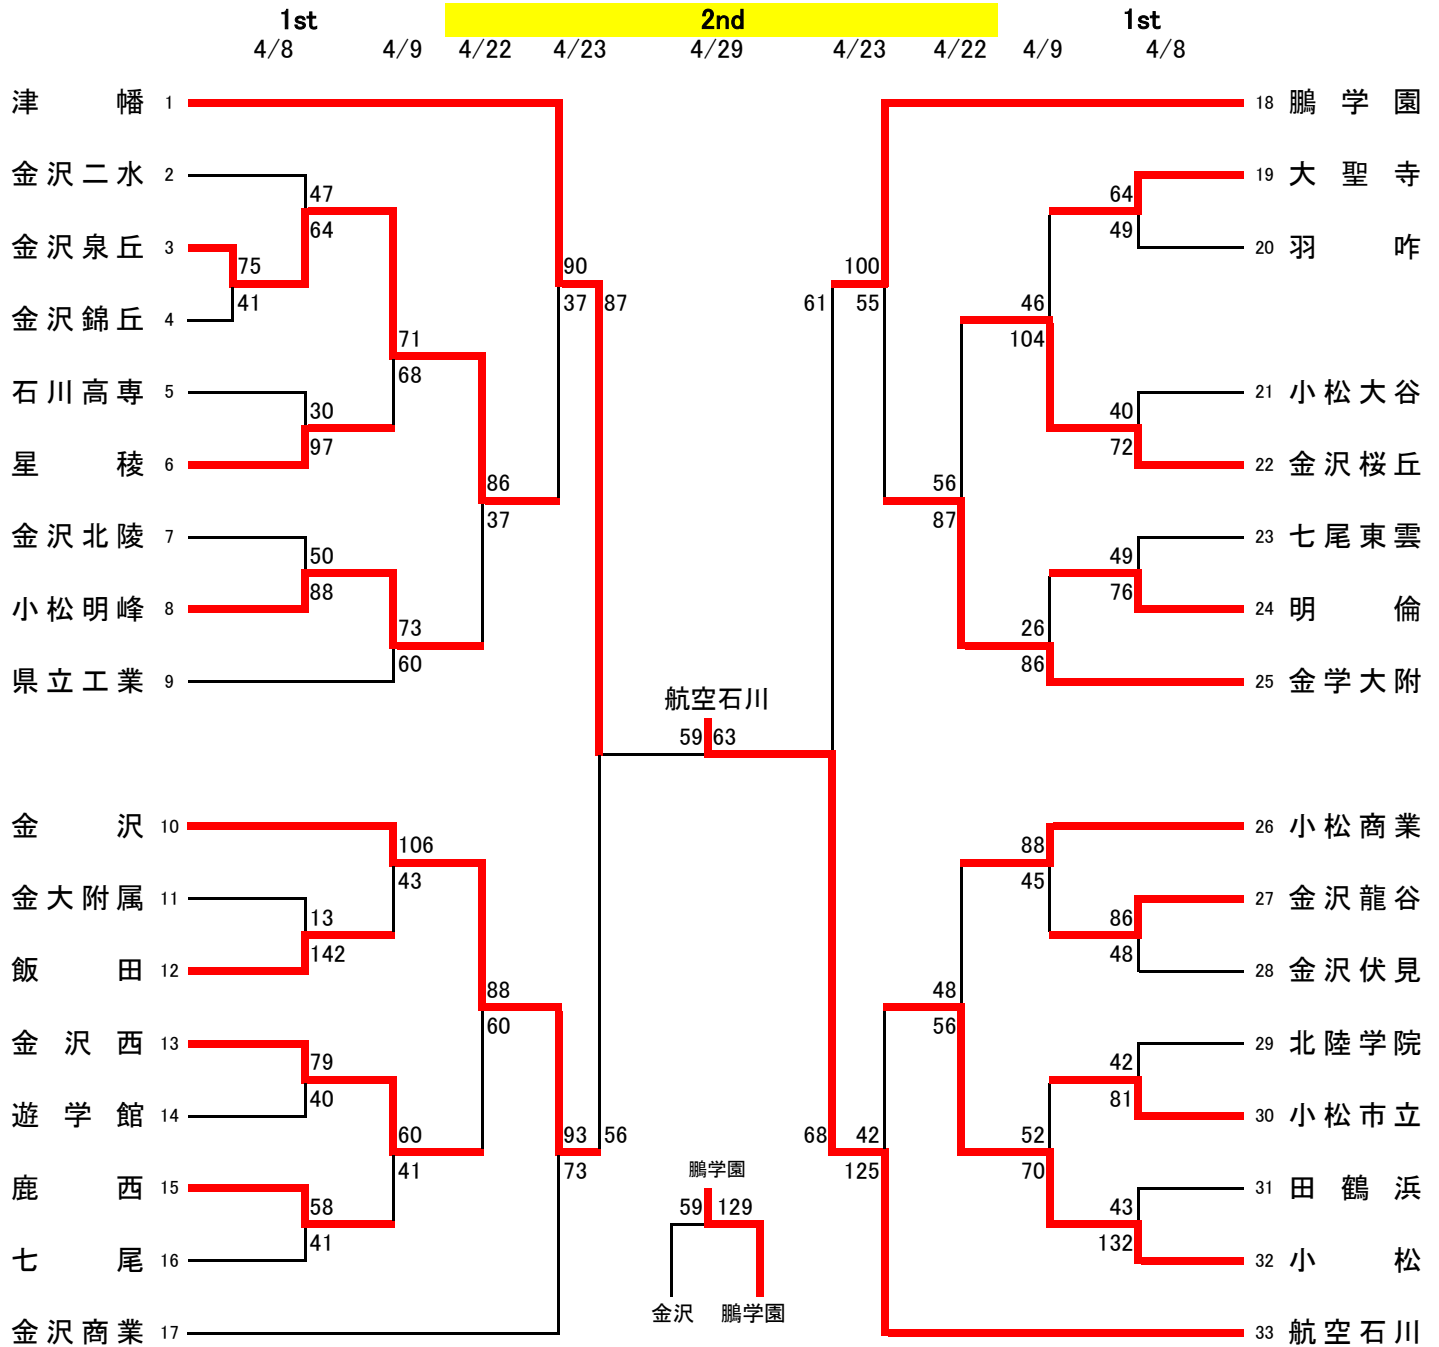 1st 2nd 1st
4/8 4/9 4/22 4/23 4/29 4/23 4/22 4/9 4/8
津幡 1
金沢二水 2
金沢泉丘 3
金沢錦丘 4
石川高専 5
星稜 6
金沢北陵 7
小松明峰 8
県立工業 9
金沢 10
金大附属 11
飯田 12
金沢西 13
遊学館 14
鹿西 15
七尾 16
金沢商業 17
47
64
75
41
30
97
50
88
71
68
73
60
86
37
90
37
87
106
43
13
142
79
40
58
41
60
41
88
60
93
73
56
航空石川
59 63
鵬学園
59 129
金沢 鵬学園
61
100
55
68
42
125
56
87
48
56
46
104
26
86
88
45
52
70
64
49
40
72
49
76
86
48
42
81
43
132
18 鵬学園
19 大聖寺
20 羽咋
21 小松大谷
22 金沢桜丘
23 七尾東雲
24 明倫
25 金学大附
26 小松商業
27 金沢龍谷
28 金沢伏見
29 北陸学院
30 小松市立
31 田鶴浜
32 小松
33 航空石川